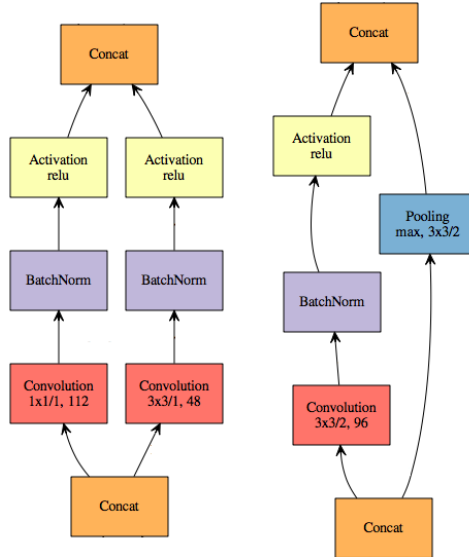 Concat
Activation
relu
Activation
relu
BatchNorm
BatchNorm
Convolution
1x1/1, 112
Convolution
3x3/1, 48
Concat
Concat
Activation
relu
Pooling
max, 3x3/2
BatchNorm
Convolution
3x3/2, 96
Concat